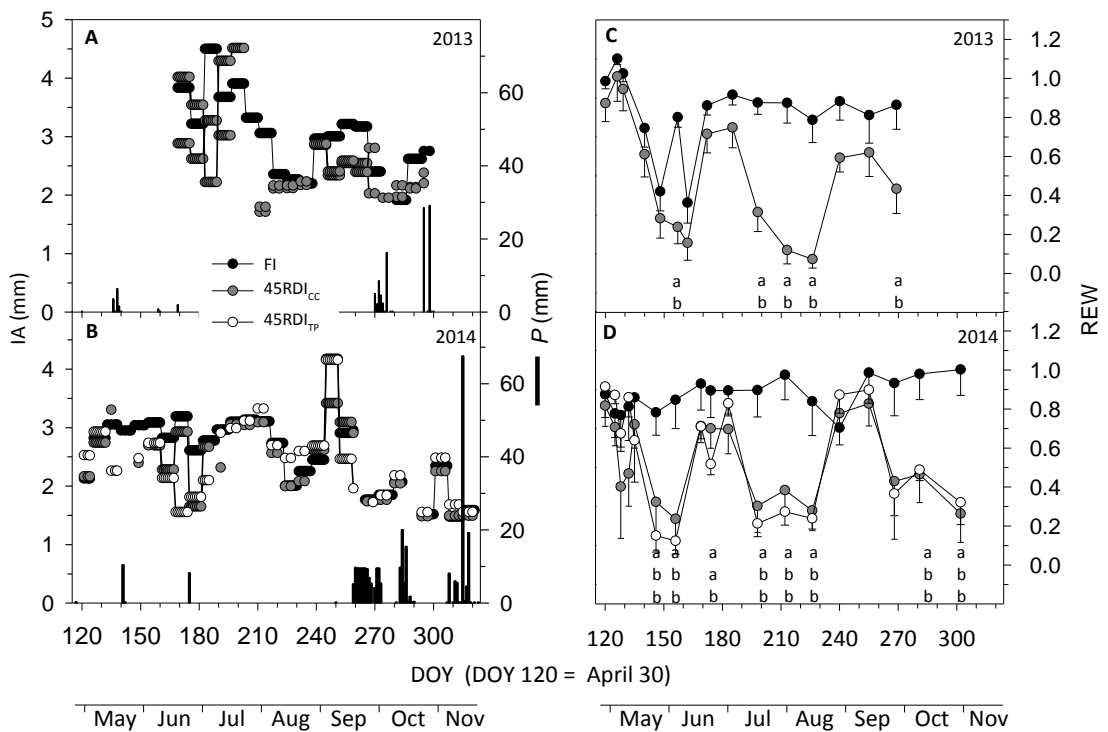 A
2013
5
4
3
2
1
0
60
40
20
0
IA (mm)
P (mm)
FI
45RDICC
45RDITP
B
2014
5
4
3
2
1
0
60
40
20
0
120 150 180 210 240 270 300
C
2013
1.2
1.0
0.8
0.6
0.4
0.2
0.0
REW
a a a a a
b b b b b
D
2014
1.2
1.0
0.8
0.6
0.4
0.2
0.0
a a a a a a a a
b b a b b b b b
b
120 150 180 210 240 270 300
DOY (DOY 120 = April 30)
May Jun Jul Aug Sep Oct Nov
May Jun Jul Aug Sep Oct Nov